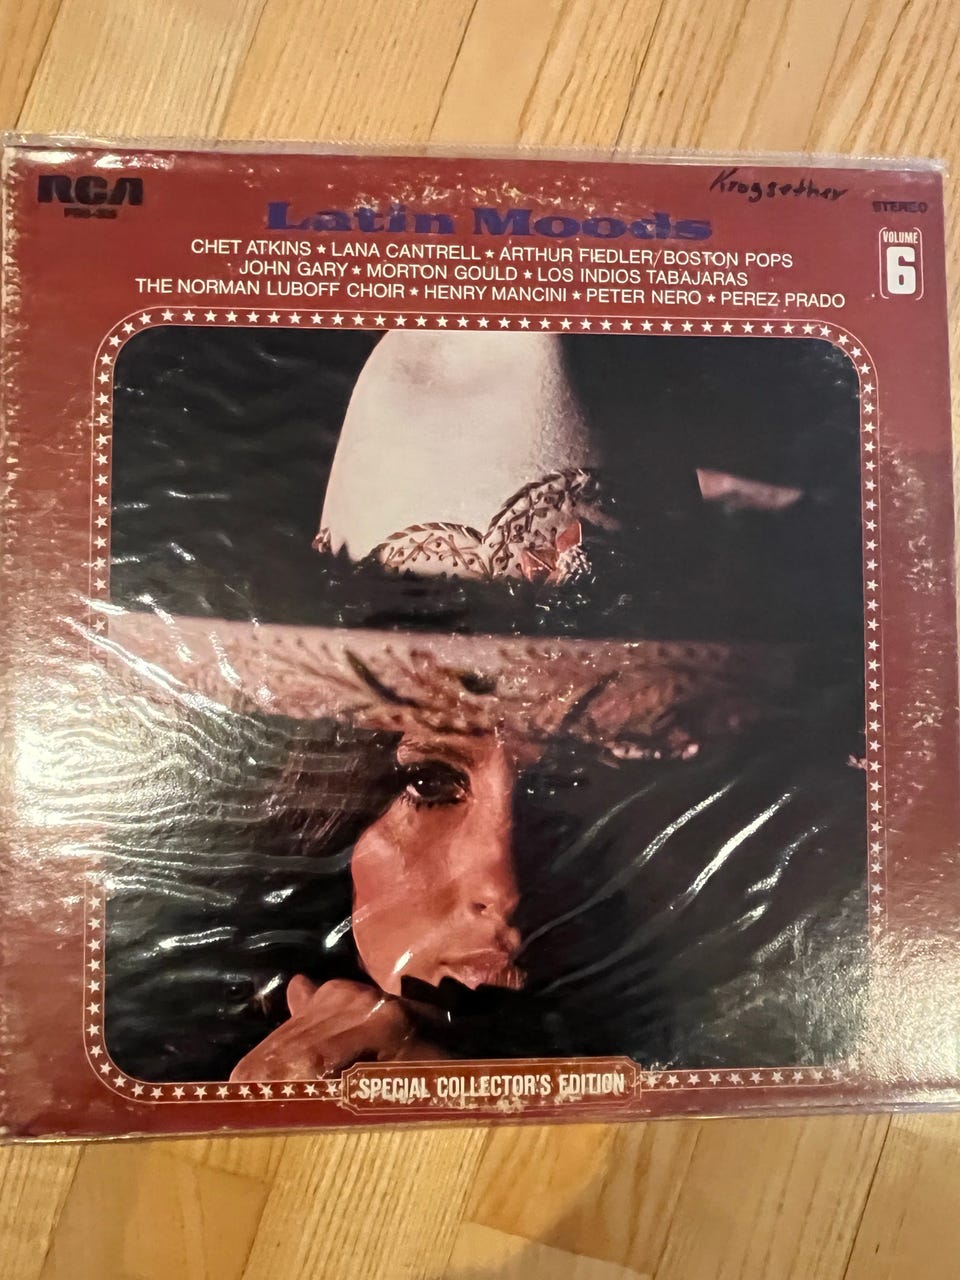 RCA
Krogsether
STEREO
Latin Moods
VOLUME
6
CHET ATKINS ★ LANA CANTRELL ★ ARTHUR FIEDLER/BOSTON POPS
JOHN GARY ★ MORTON GOULD ★ LOS INDIOS TABAJARAS
THE NORMAN LUBOFF CHOIR ★ HENRY MANCINI ★ PETER NERO ★ PEREZ PRADO
SPECIAL COLLECTOR'S EDITION